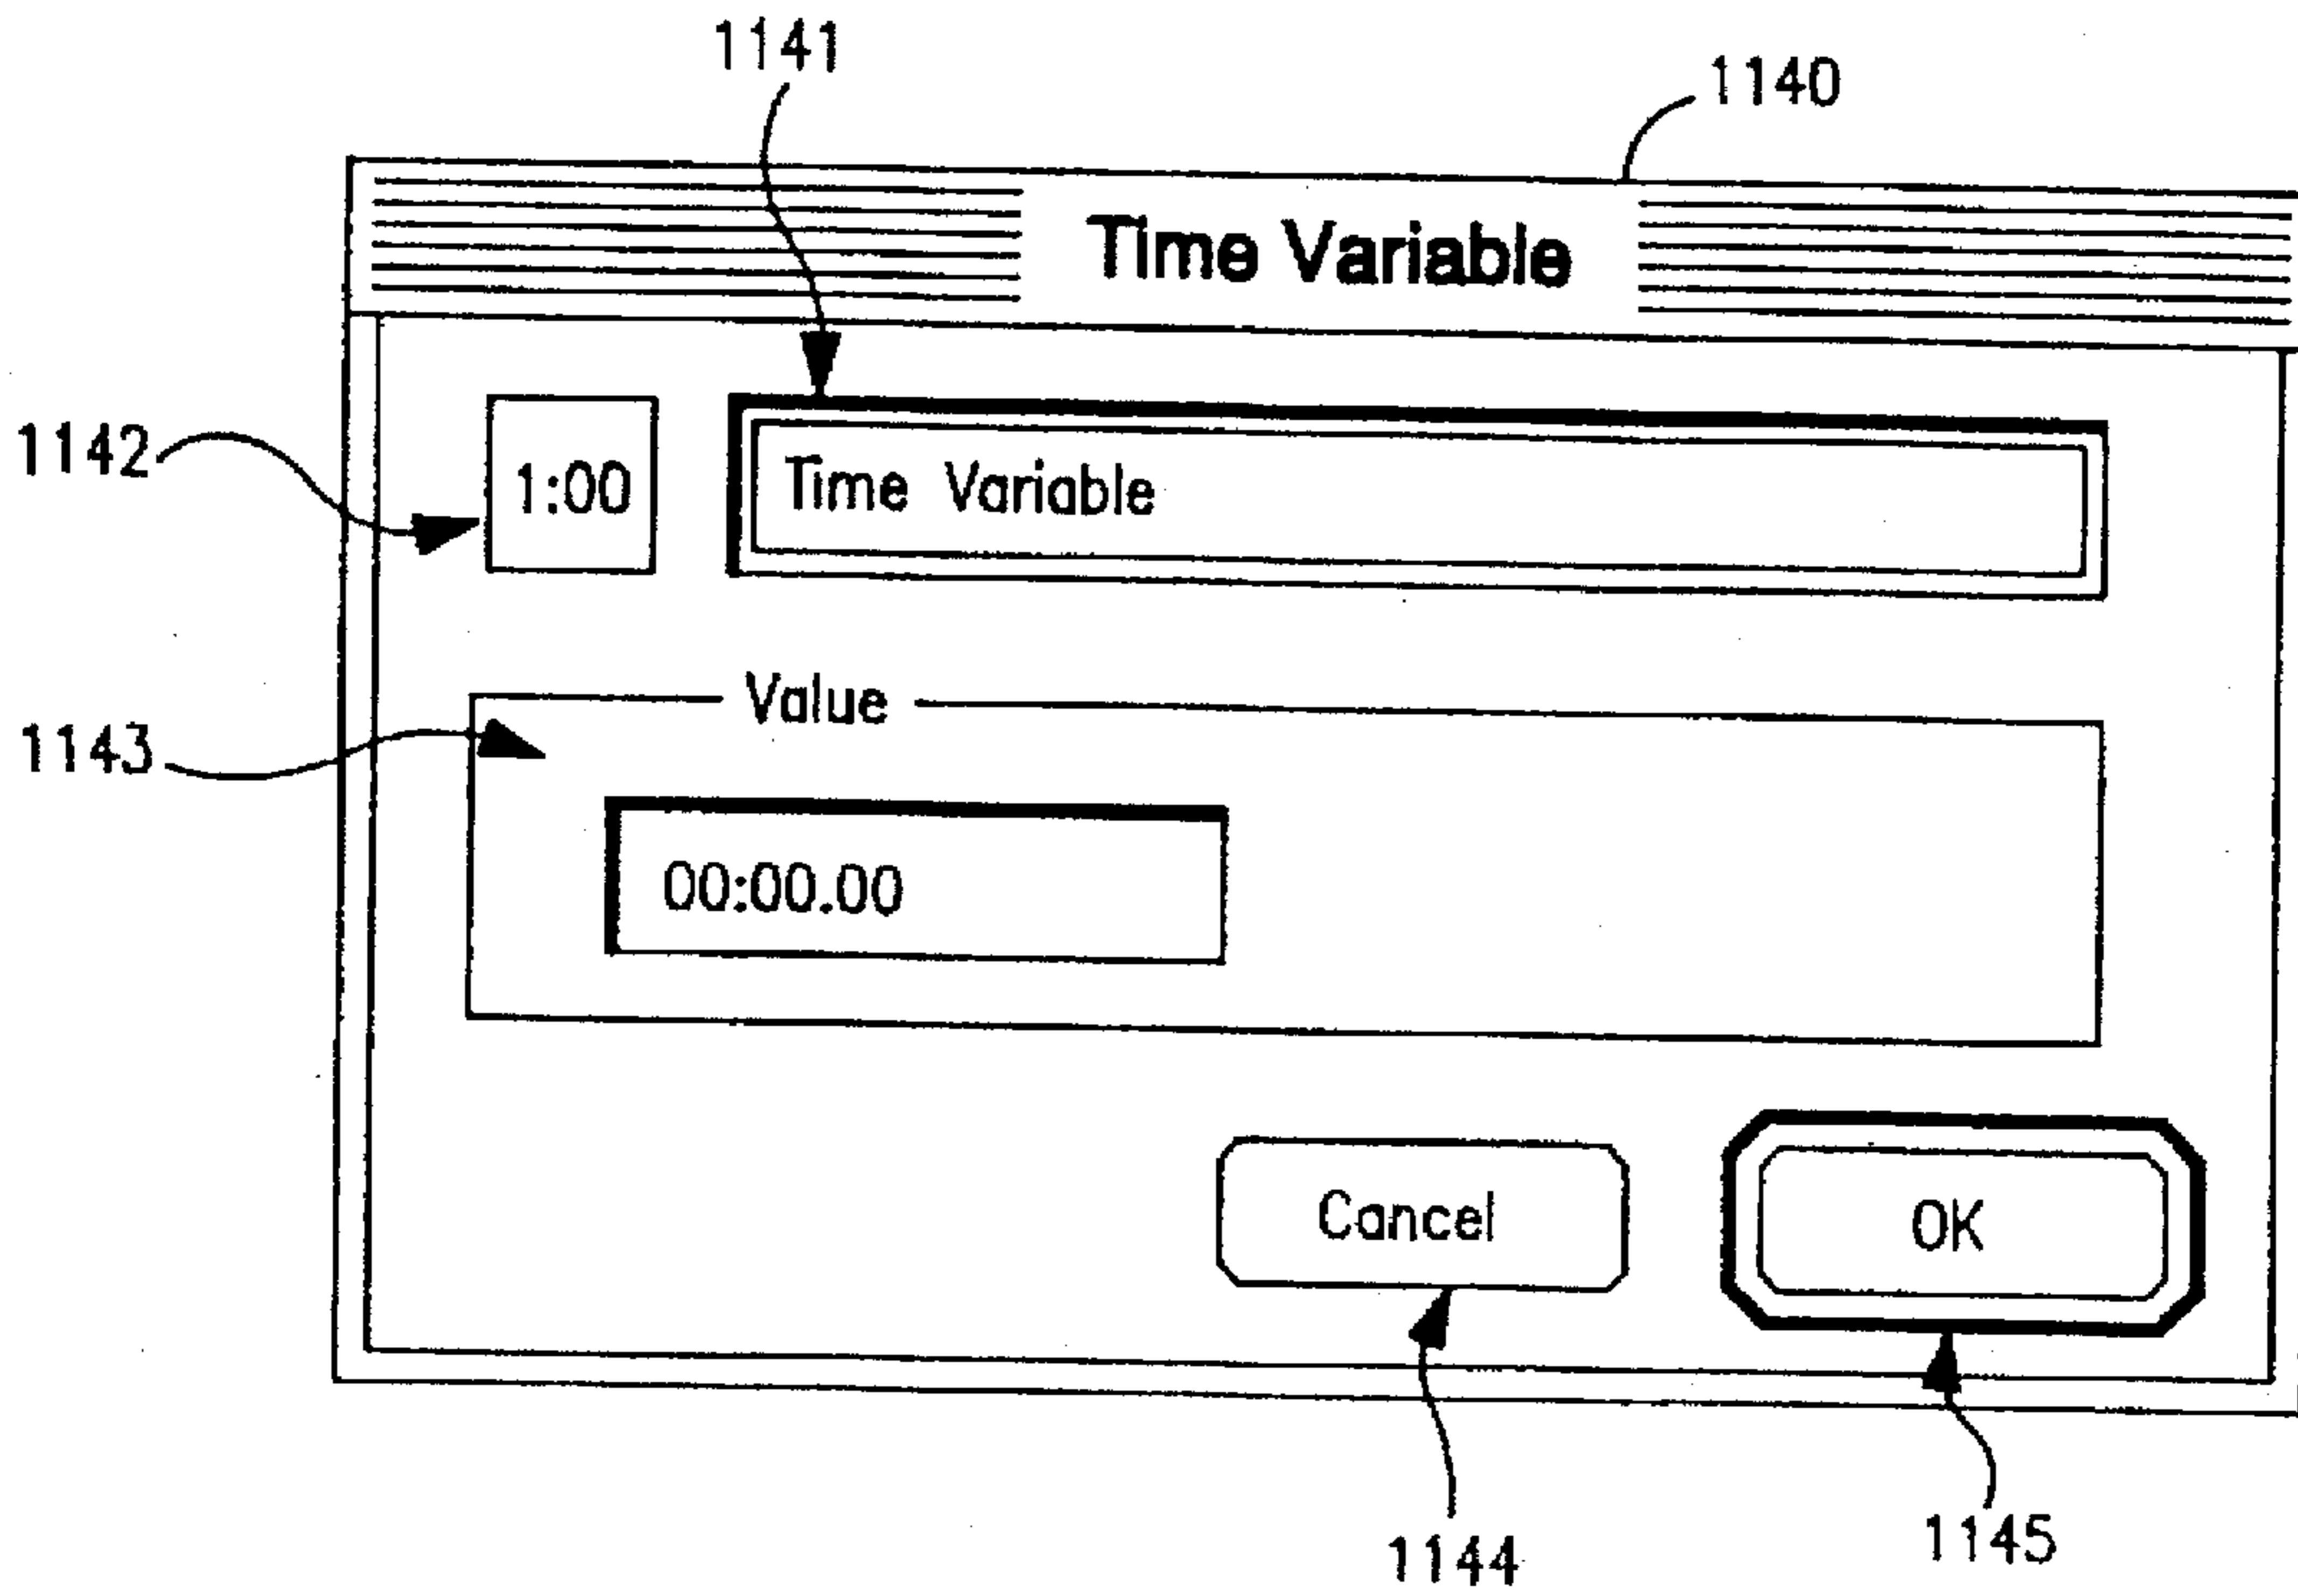 1141
1140
Time Variable
1142
1:00
Time Variable
Value
1143
00:00.00
Cancel
OK
1144
1145